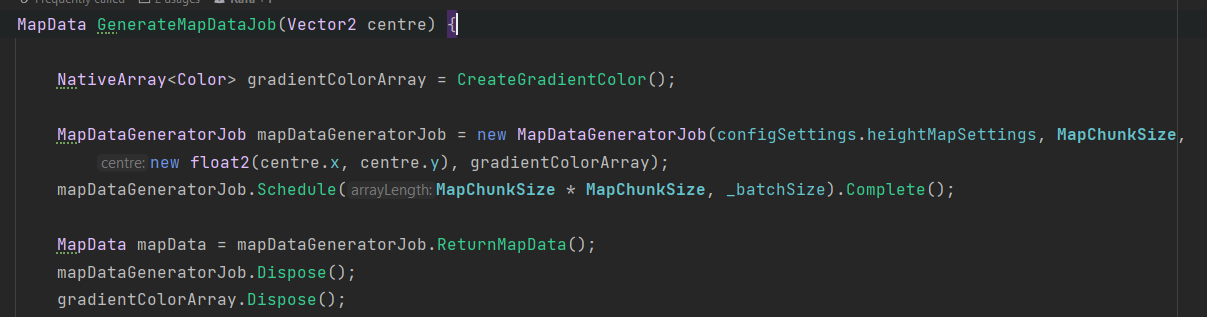 Frequently called 2 usages Rafa +1
MapData GenerateMapDataJob(Vector2 centre) {
NativeArray<Color> gradientColorArray = CreateGradientColor();
MapDataGeneratorJob mapDataGeneratorJob = new MapDataGeneratorJob(configSettings.heightMapSettings, MapChunkSize,
centre: new float2(centre.x, centre.y), gradientColorArray);
mapDataGeneratorJob.Schedule( arrayLength: MapChunkSize * MapChunkSize, _batchSize).Complete();
MapData mapData = mapDataGeneratorJob.ReturnMapData();
mapDataGeneratorJob.Dispose();
gradientColorArray.Dispose();